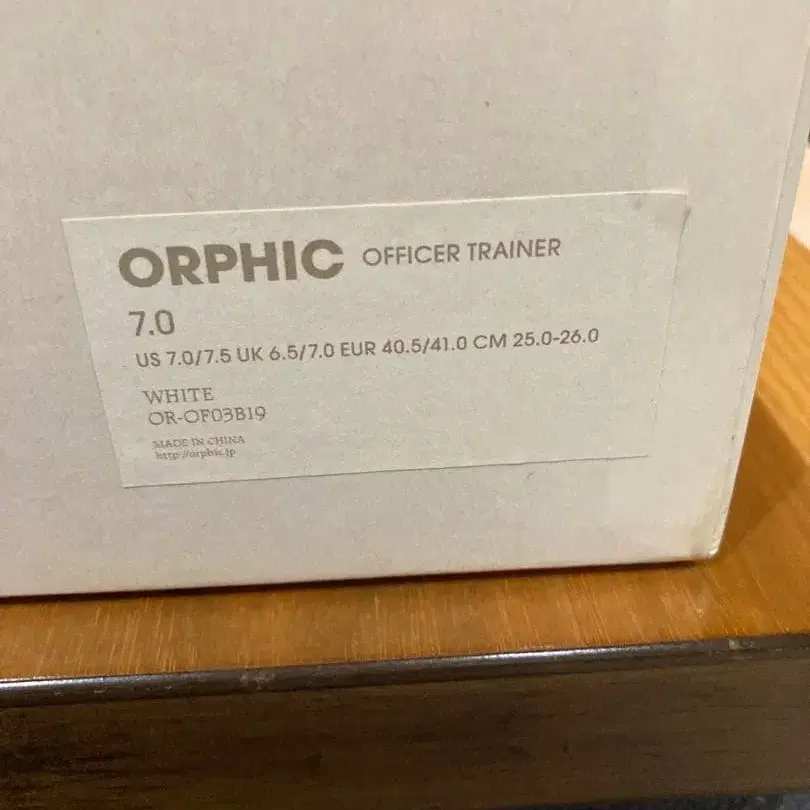 ORPHIC OFFICER TRAINER
7.0
US 7.0/7.5 UK 6.5/7.0 EUR 40.5/41.0 CM 25.0-26.0
WHITE
OR-OF03B19
MADE IN CHINA
http://orphic.jp